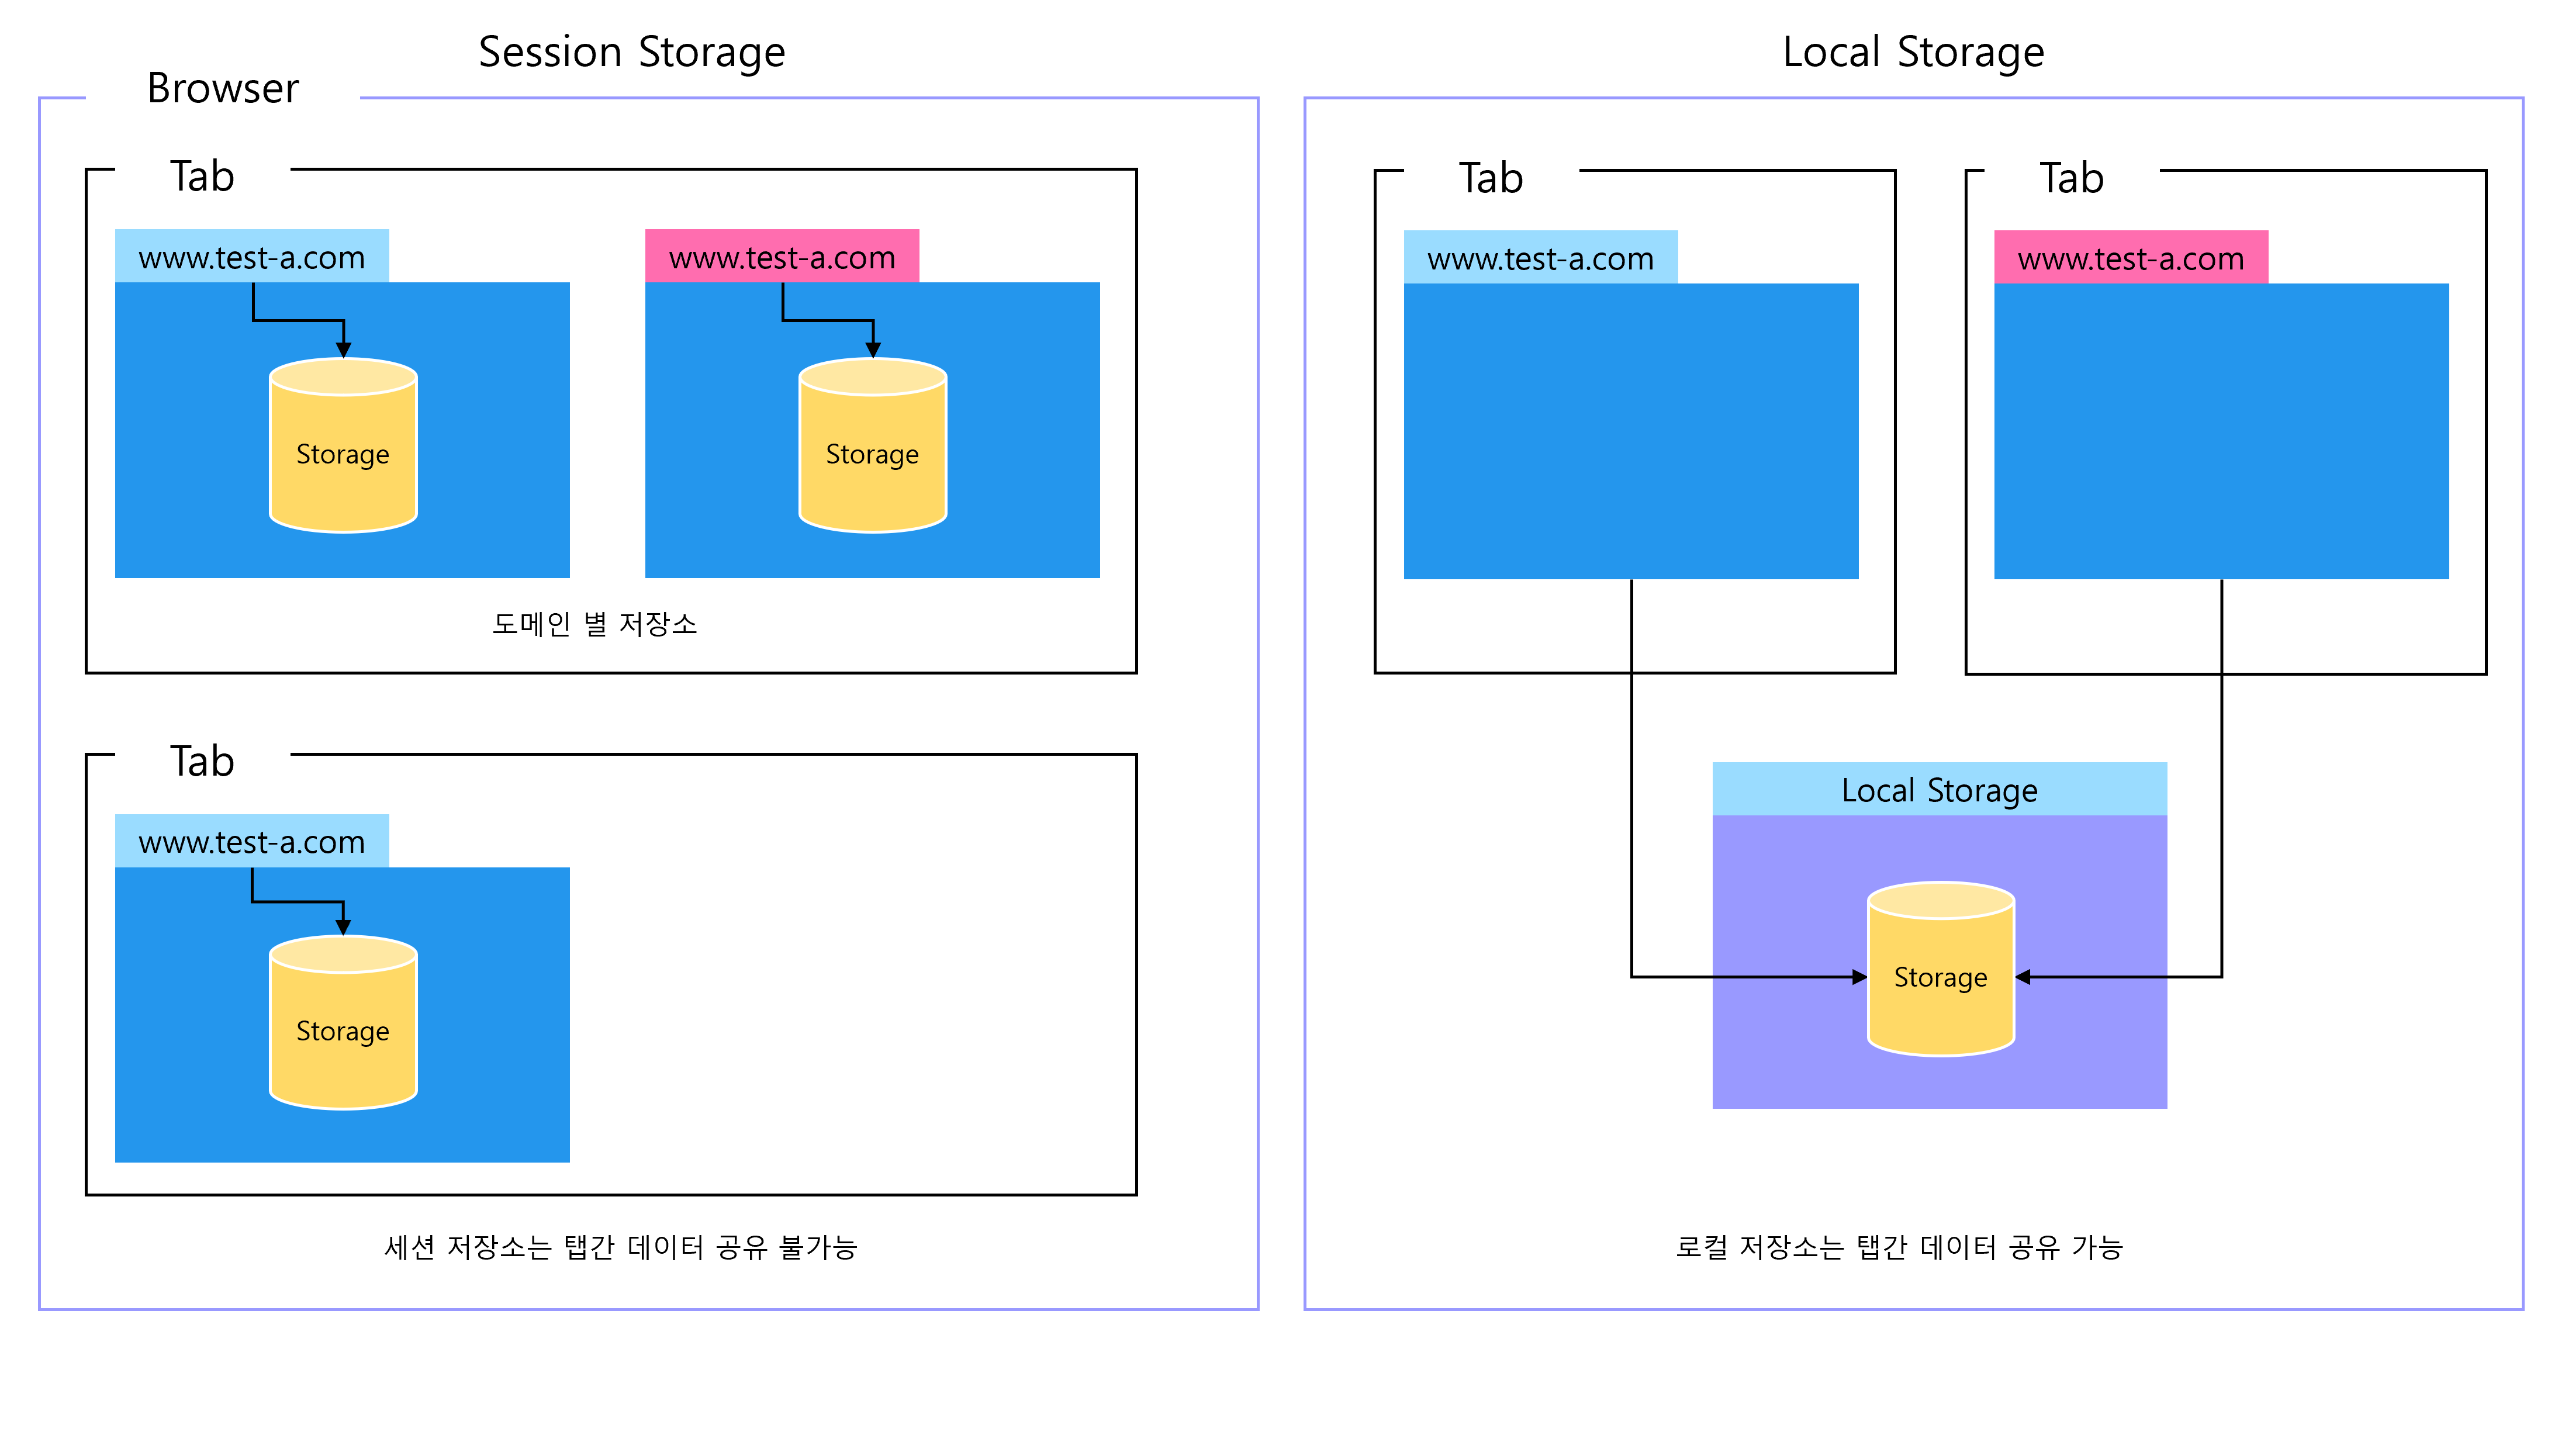 Session Storage
Browser
Tab
www.test-a.com
www.test-a.com
Storage
Storage
도메인 별 저장소
Tab
www.test-a.com
Storage
세션 저장소는 탭간 데이터 공유 불가능
Local Storage
Tab
Tab
www.test-a.com
www.test-a.com
Local Storage
Storage
로컬 저장소는 탭간 데이터 공유 가능